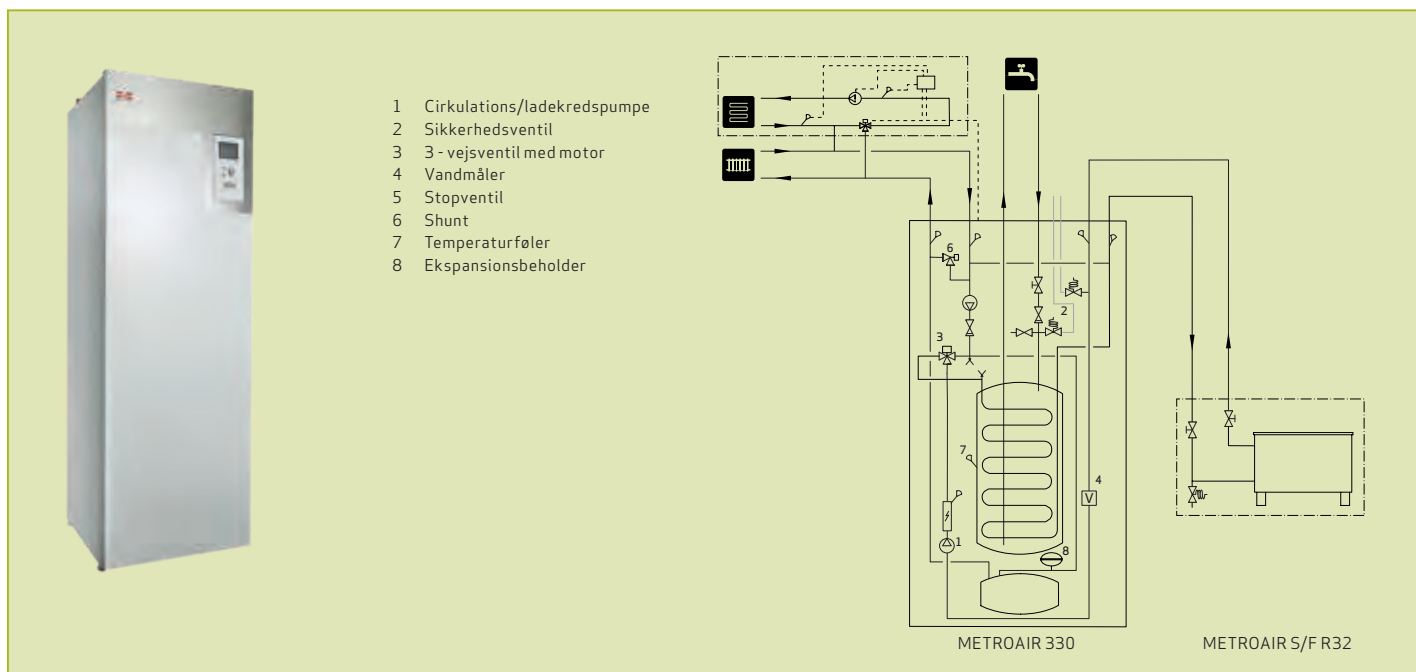 1 Cirkulations/ladekredspumpe
2 Sikkerhedsventil
3 3 - vejsventil med motor
4 Vandmåler
5 Stopventil
6 Shunt
7 Temperaturføler
8 Ekspansionsbeholder
6
2
3
7
4
V
1
8
METROAIR 330
METROAIR S/F R32